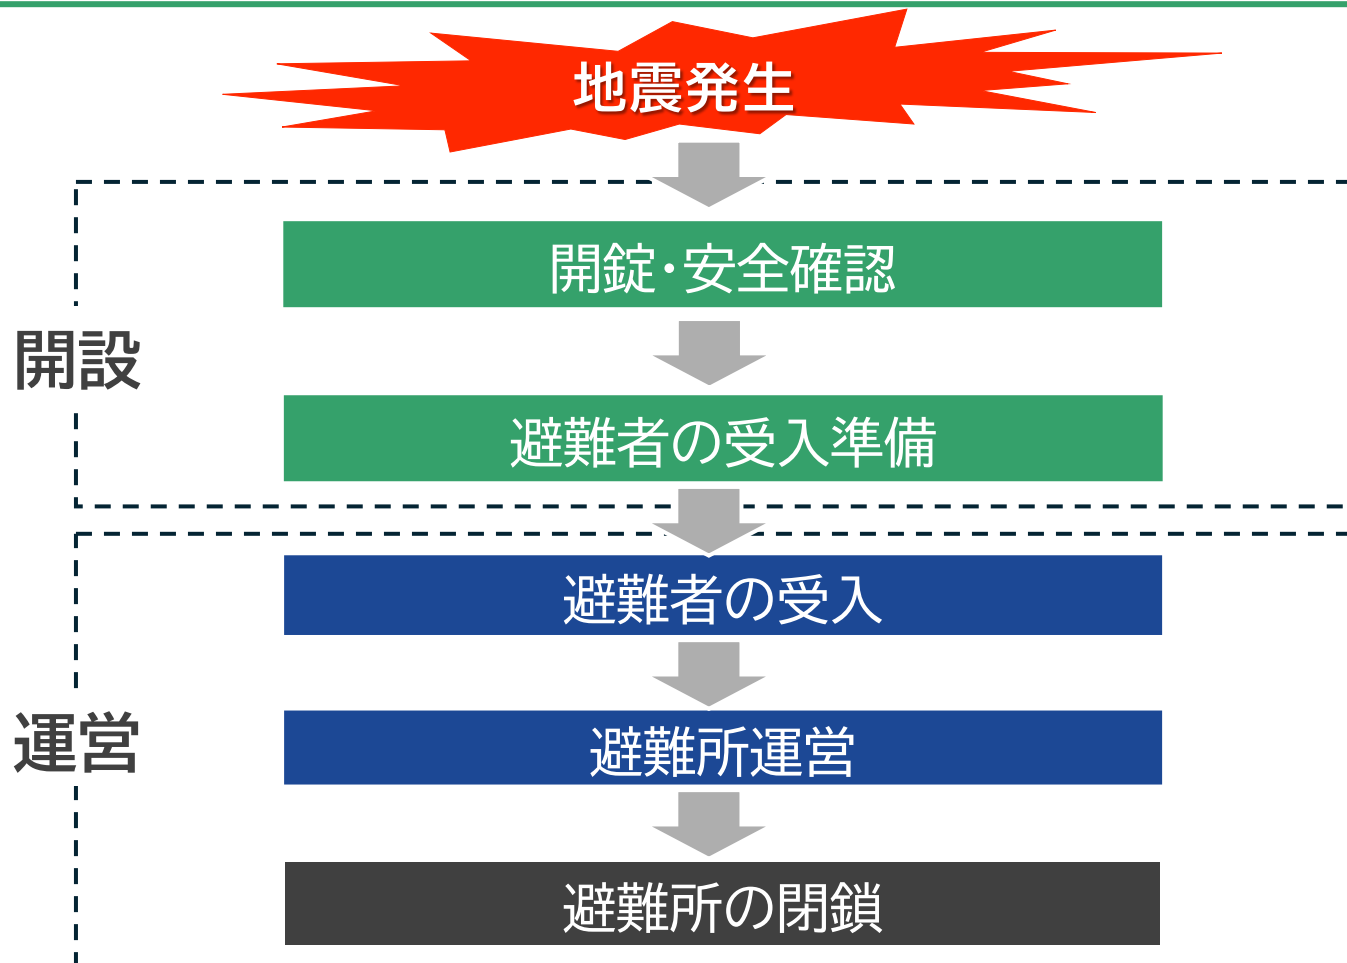 地震発生
開錠・安全確認
開設
避難者の受入準備
避難者の受入
運営
避難所運営
避難所の閉鎖